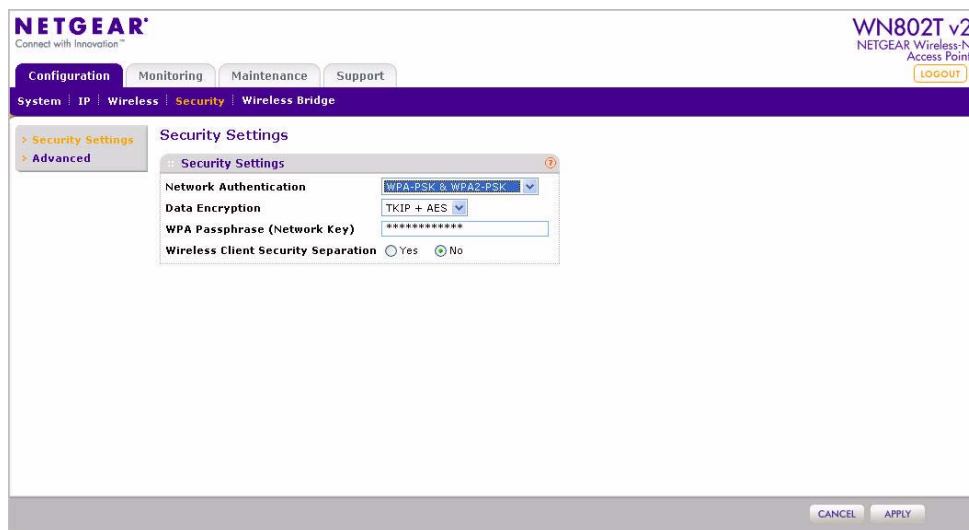 NETGEAR®
Connect with Innovation™
WN802T v2
NETGEAR Wireless-N
Access Point
LOGOUT
Configuration Monitoring Maintenance Support
System IP Wireless Security Wireless Bridge
> Security Settings
> Advanced
Security Settings
:: Security Settings ?
Network Authentication WPA-PSK & WPA2-PSK
Data Encryption TKIP + AES
WPA Passphrase (Network Key) ************
Wireless Client Security Separation Yes No
CANCEL APPLY